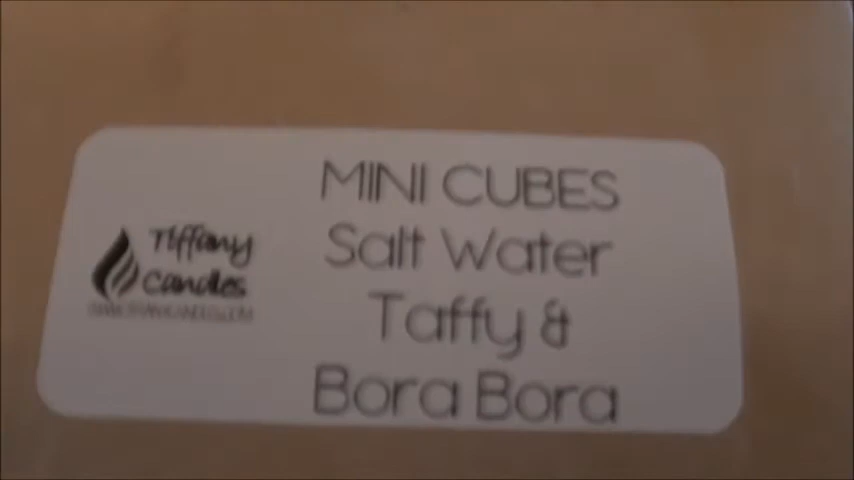 Tiffany
Candles
MINI CUBES
Salt Water
Taffy &
Bora Bora